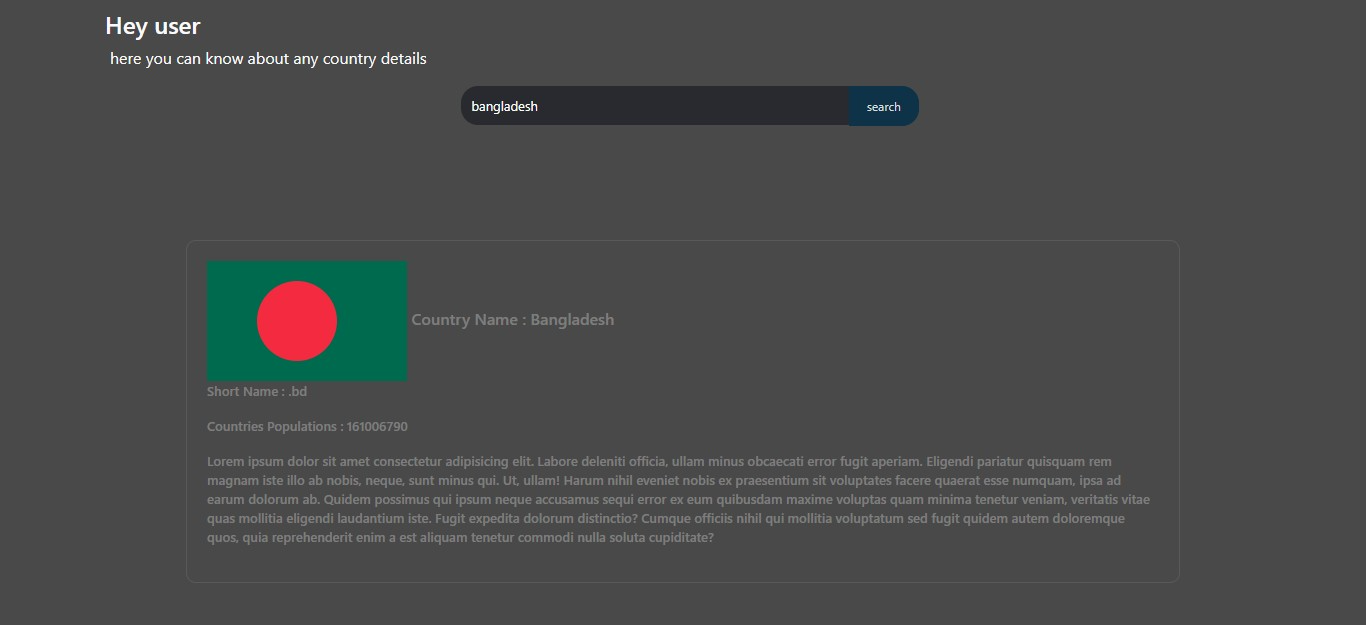 Hey user
here you can know about any country details
bangladesh
search
Country Name : Bangladesh
Short Name : .bd
Countries Populations : 161006790
Lorem ipsum dolor sit amet consectetur adipisicing elit. Labore deleniti officia, ullam minus obcaecati error fugit aperiam. Eligendi pariatur quisquam rem
magnam iste illo ab nobis, neque, sunt minus qui. Ut, ullam! Harum nihil eveniet nobis ex praesentium sit voluptates facere quaerat esse numquam, ipsa ad
earum dolorum ab. Quidem possimus qui ipsum neque accusamus sequi error ex eum quibusdam maxime voluptas quam minima tenetur veniam, veritatis vitae
quas mollitia eligendi laudantium iste. Fugit expedita dolorum distinctio? Cumque officiis nihil qui mollitia voluptatum sed fugit quidem autem doloremque
quos, quia reprehenderit enim a est aliquam tenetur commodi nulla soluta cupiditate?